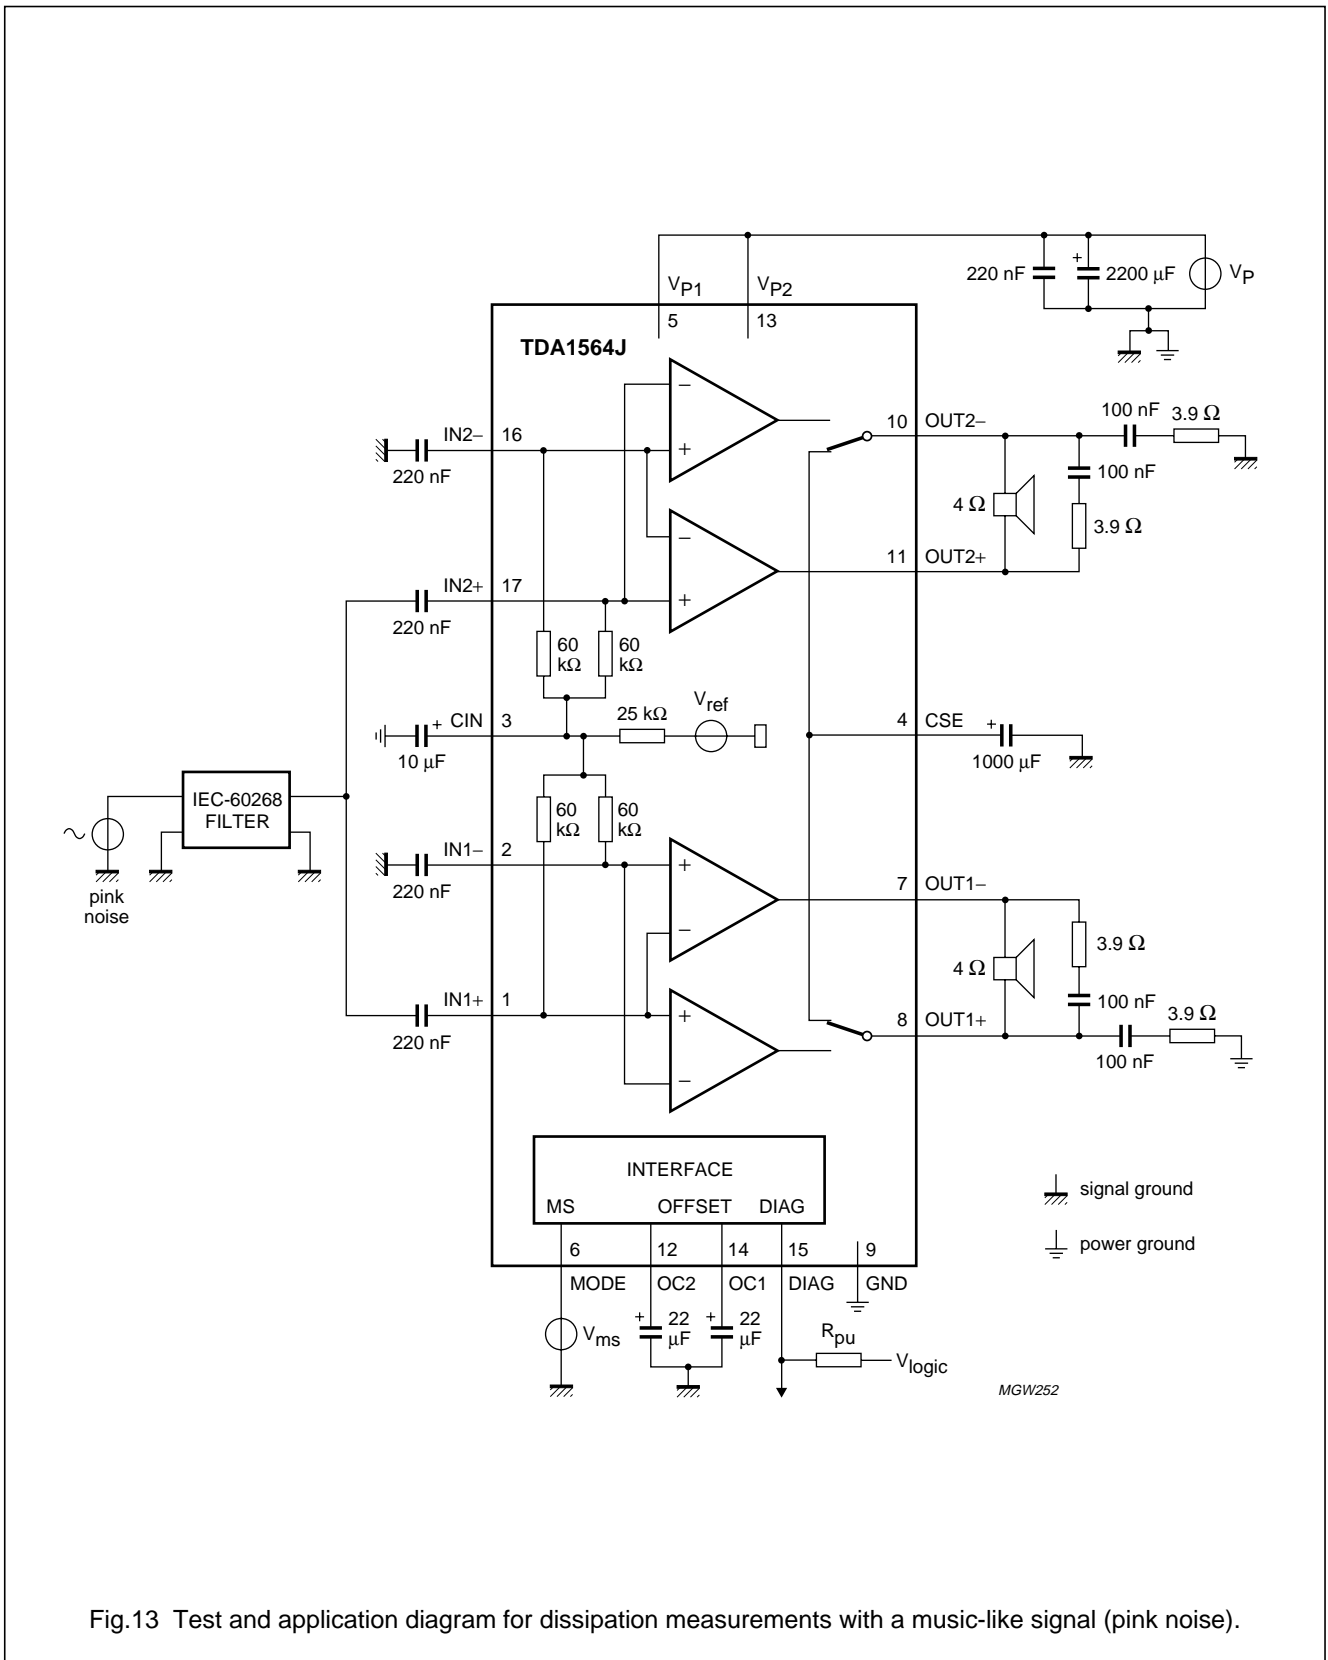 220 nF
+
2200 μF
VP
VP1
VP2
5
13
TDA1564J
−
+
IN2−
16
220 nF
10
OUT2−
100 nF
3.9 Ω
100 nF
4 Ω
3.9 Ω
−
+
11
OUT2+
IN2+
17
220 nF
60
kΩ
60
kΩ
Vref
25 kΩ
+
CIN
3
10 μF
4
CSE
+
1000 μF
IEC-60268
FILTER
pink
noise
60
kΩ
60
kΩ
IN1−
2
220 nF
+
−
7
OUT1−
3.9 Ω
4 Ω
100 nF
3.9 Ω
IN1+
1
220 nF
+
−
8
OUT1+
100 nF
INTERFACE
MS
OFFSET
DIAG
signal ground
power ground
6
12
14
15
9
MODE
OC2
OC1
DIAG
GND
Vms
+
22
μF
+
22
μF
Rpu
Vlogic
MGW252
Fig.13 Test and application diagram for dissipation measurements with a music-like signal (pink noise).